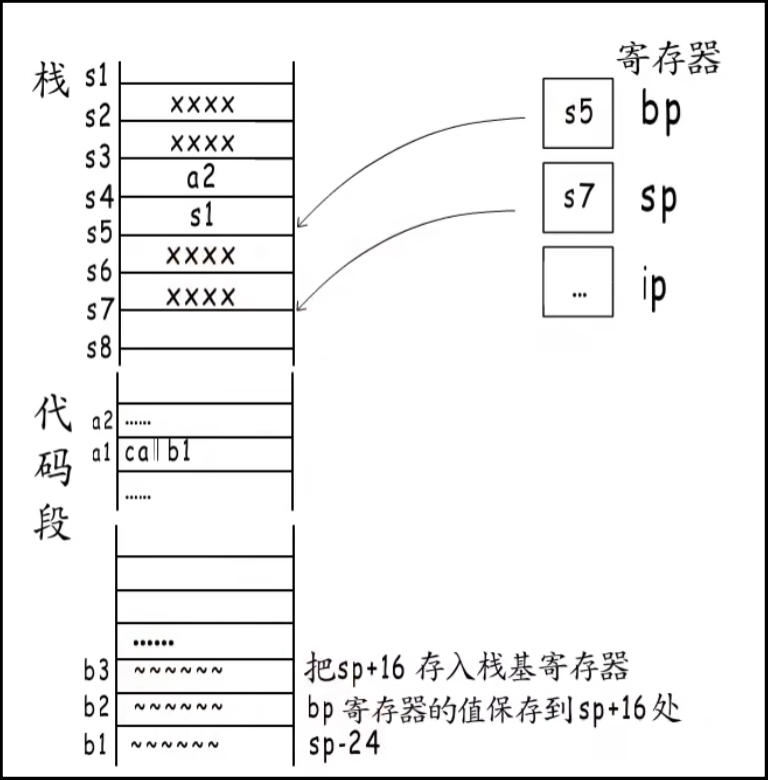 栈
寄存器
s1
xxxx
s2
xxxx
s3
a2
s4
s1
s5
xxxx
s6
xxxx
s7
s8
s5 bp
s7 sp
... ip
代码段
a2 ......
a1 call b1
......
......
b3 ~~~~~~ 把sp+16 存入栈基寄存器
b2 ~~~~~~ bp 寄存器的值保存到sp+16处
b1 ~~~~~~ sp-24